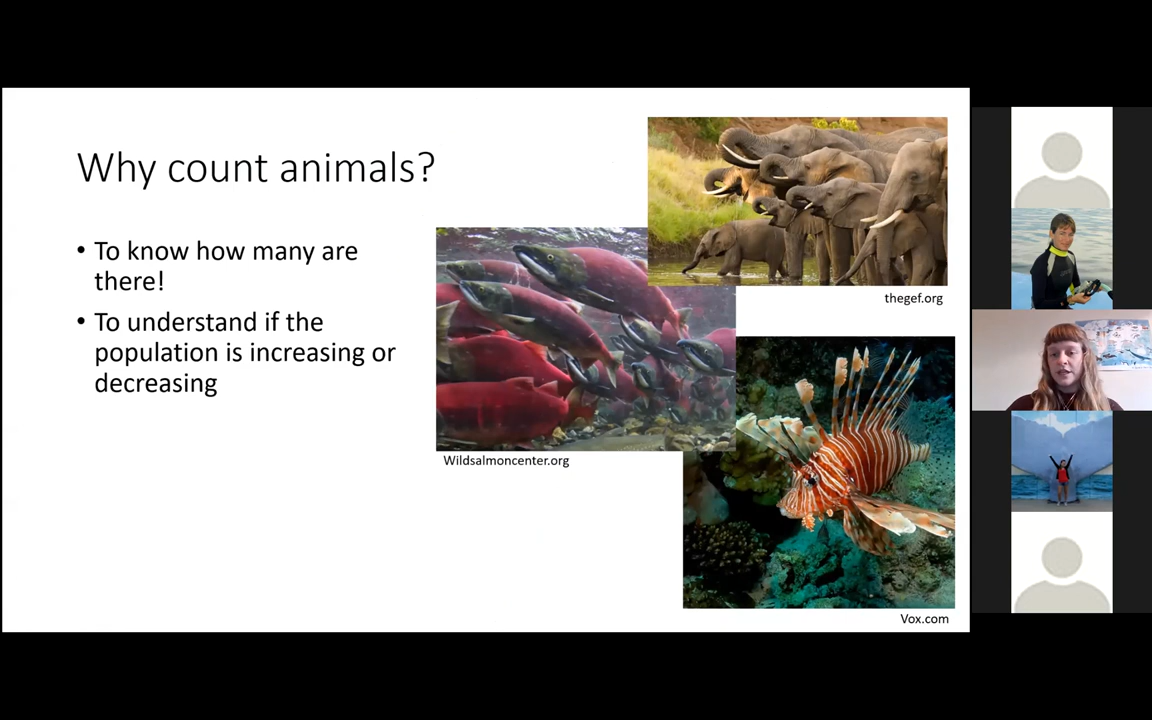 Why count animals?
• To know how many are
there!
• To understand if the
population is increasing or
decreasing
thegef.org
Wildsalmoncenter.org
Vox.com